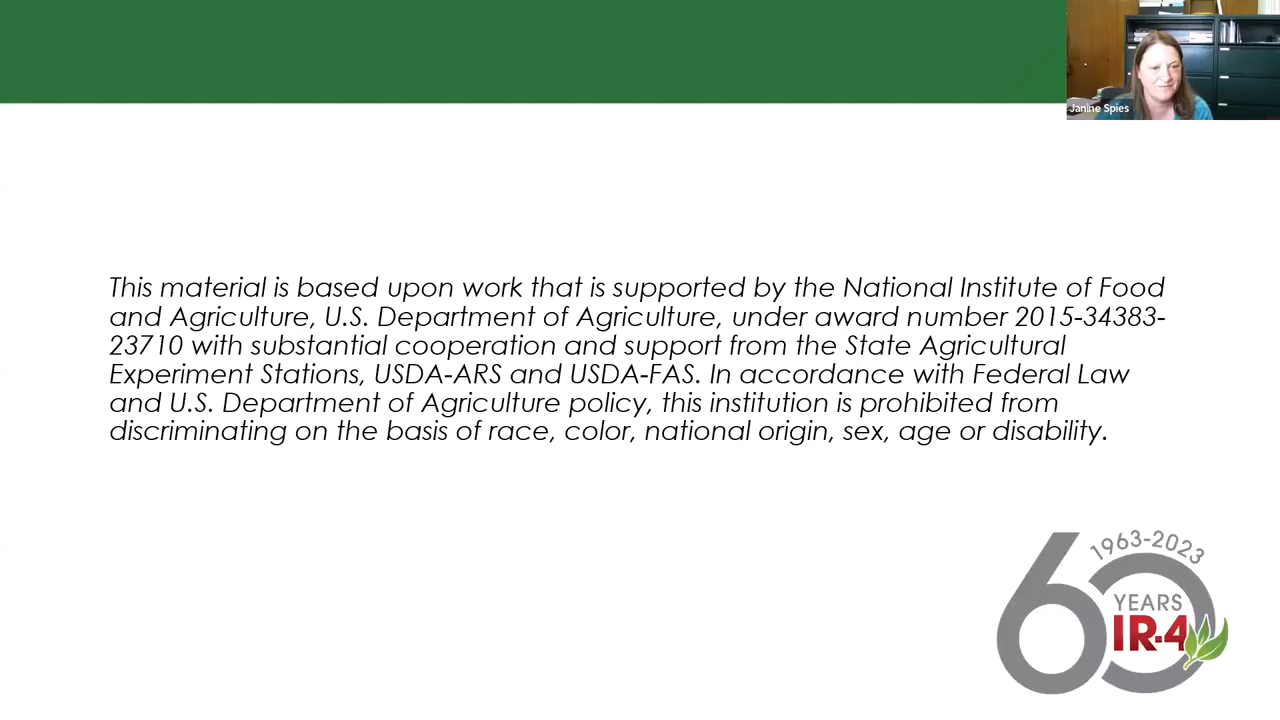 Janine Spies
This material is based upon work that is supported by the National Institute of Food
and Agriculture, U.S. Department of Agriculture, under award number 2015-34383-
23710 with substantial cooperation and support from the State Agricultural
Experiment Stations, USDA-ARS and USDA-FAS. In accordance with Federal Law
and U.S. Department of Agriculture policy, this institution is prohibited from
discriminating on the basis of race, color, national origin, sex, age or disability.
60
1963-2023
YEARS
IR-4